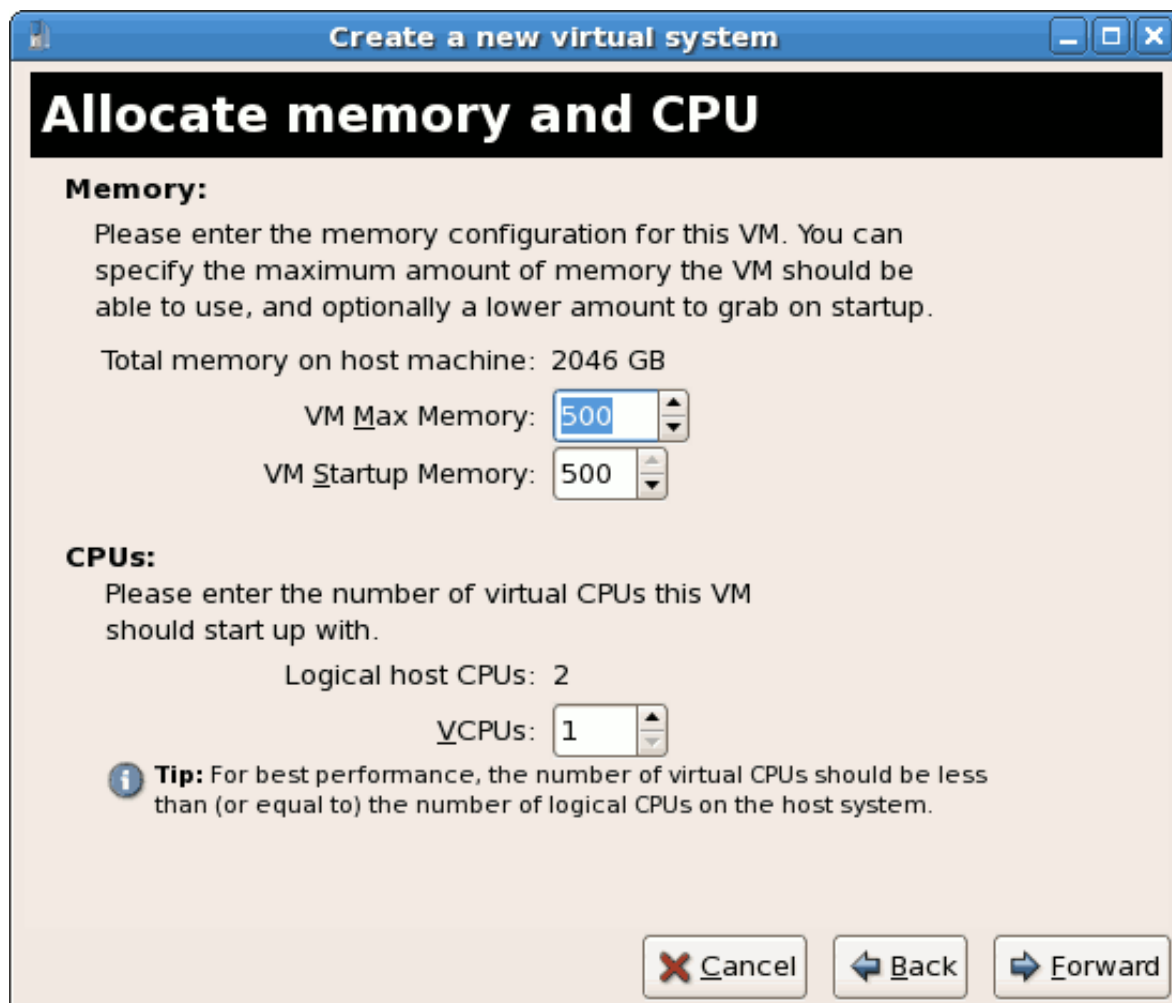 Create a new virtual system
Allocate memory and CPU
Memory:
Please enter the memory configuration for this VM. You can
specify the maximum amount of memory the VM should be
able to use, and optionally a lower amount to grab on startup.
Total memory on host machine: 2046 GB
VM Max Memory: 500
VM Startup Memory: 500
CPUs:
Please enter the number of virtual CPUs this VM
should start up with.
Logical host CPUs: 2
VCPUs: 1
Tip: For best performance, the number of virtual CPUs should be less
than (or equal to) the number of logical CPUs on the host system.
Cancel Back Forward